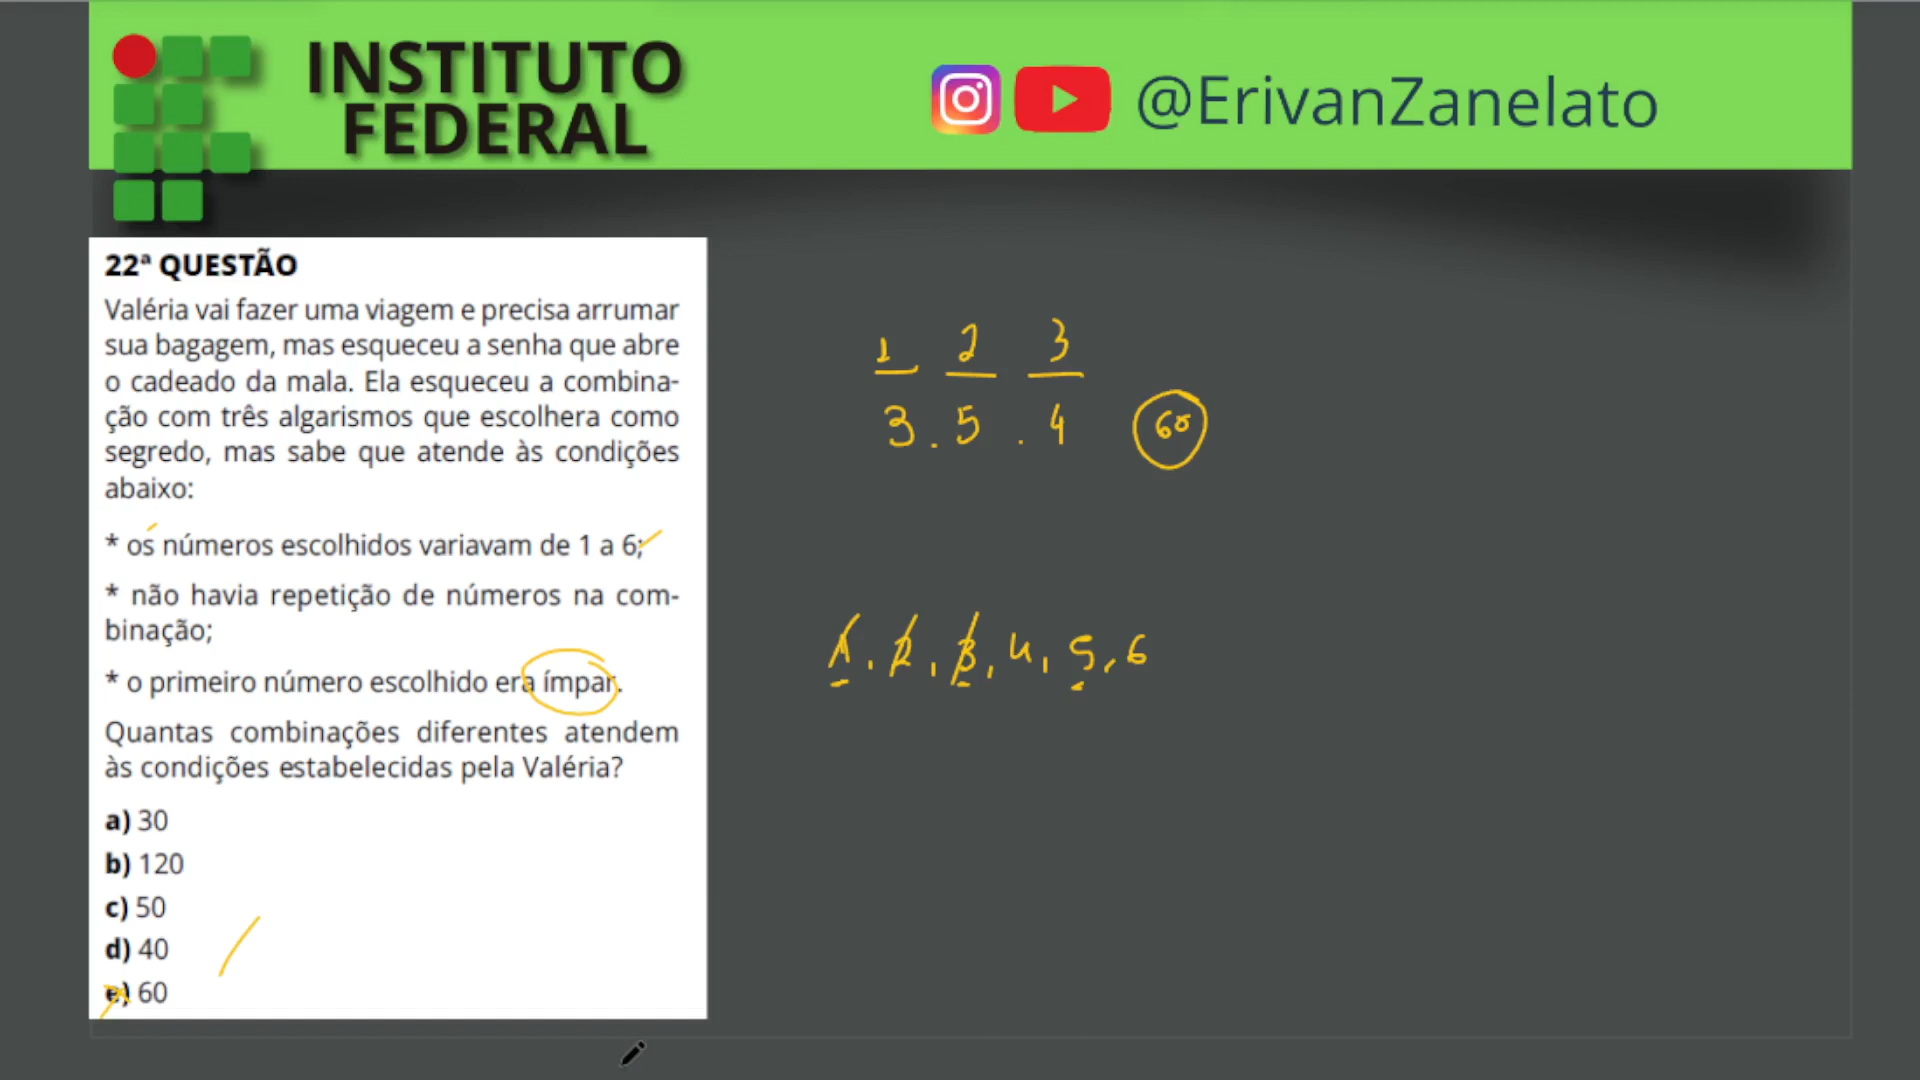 INSTITUTO
FEDERAL
@ErivanZanelato
22ª QUESTÃO
Valéria vai fazer uma viagem e precisa arrumar
sua bagagem, mas esqueceu a senha que abre
o cadeado da mala. Ela esqueceu a combina-
ção com três algarismos que escolhera como
segredo, mas sabe que atende às condições
abaixo:
* os números escolhidos variavam de 1 a 6;
* não havia repetição de números na com-
binação;
* o primeiro número escolhido era ímpar.
Quantas combinações diferentes atendem
às condições estabelecidas pela Valéria?
a) 30
b) 120
c) 50
d) 40
e) 60
1 2 3
3 . 5 . 4 60
1, 2, 3, 4, 5, 6